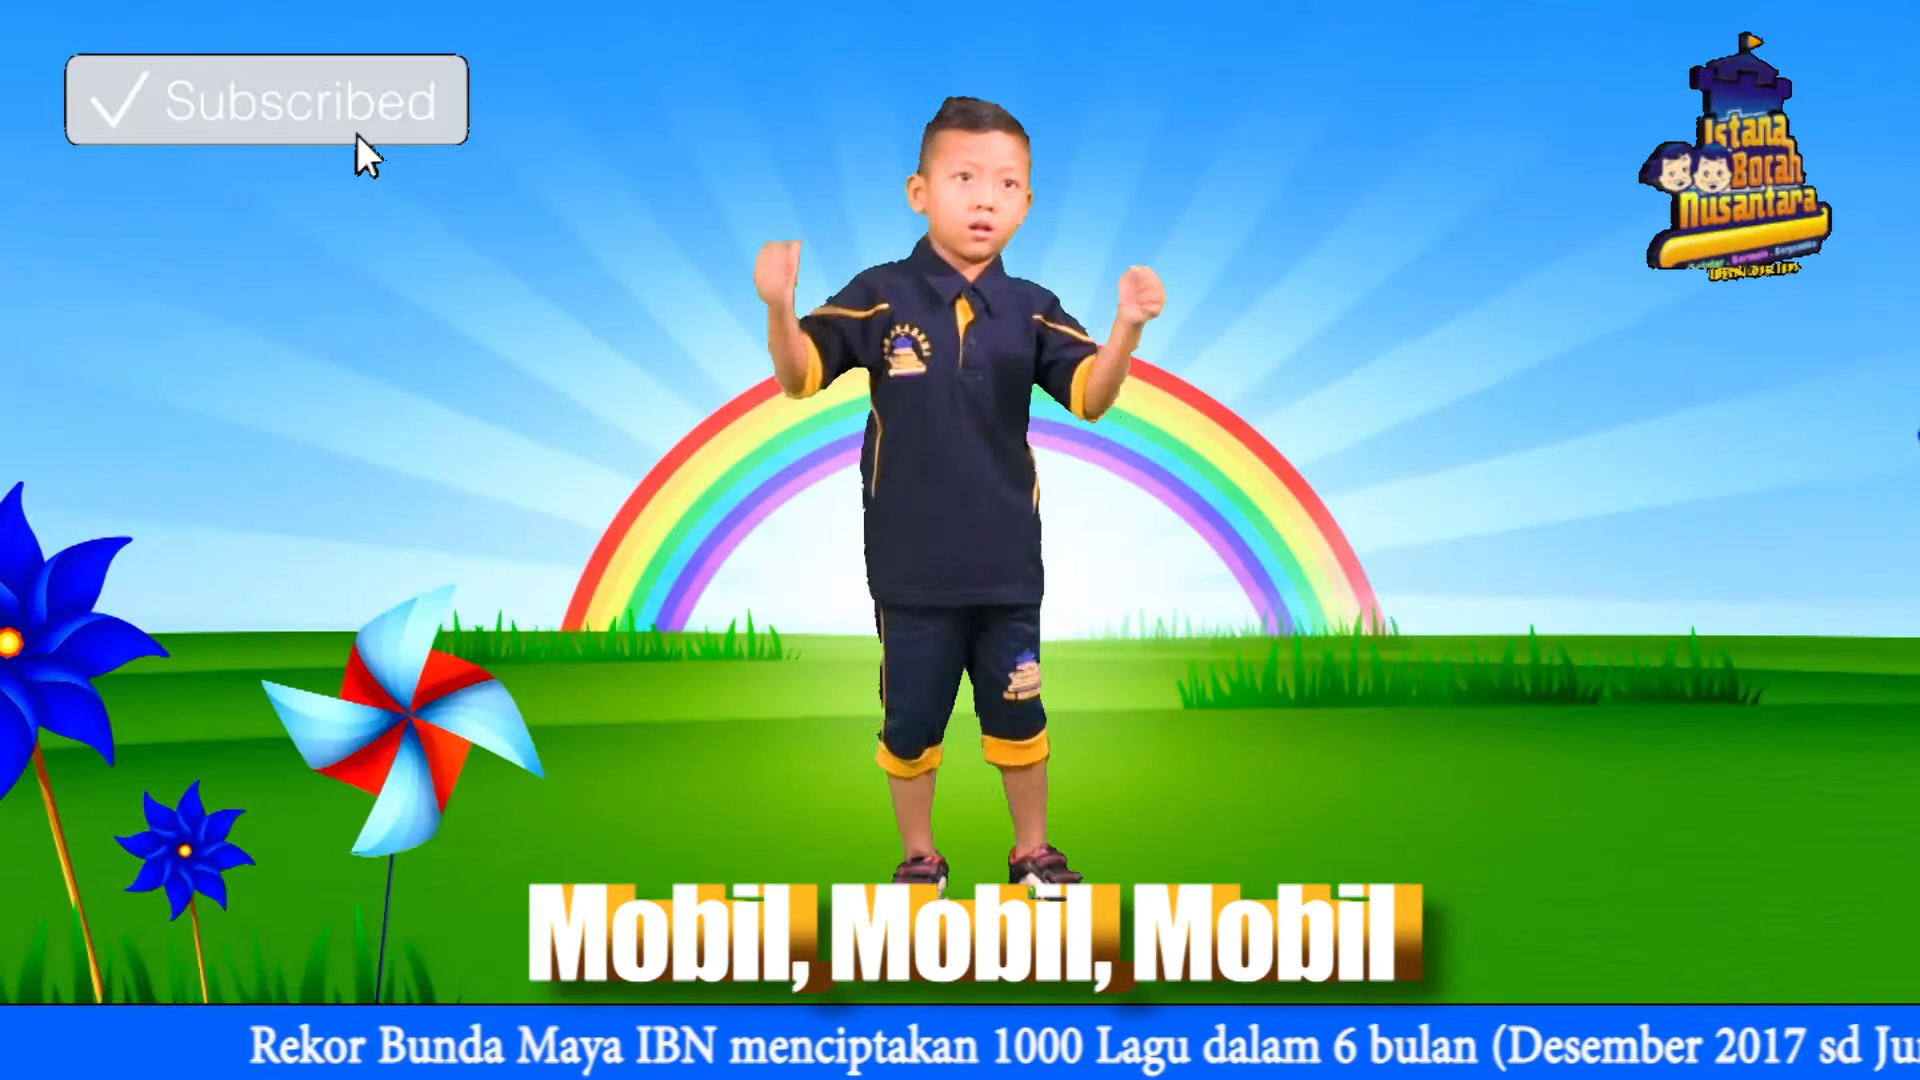 Subscribed
Istana
Bocah
Nusantara
Mobil, Mobil, Mobil
Rekor Bunda Maya IBN menciptakan 1000 Lagu dalam 6 bulan (Desember 2017 sd